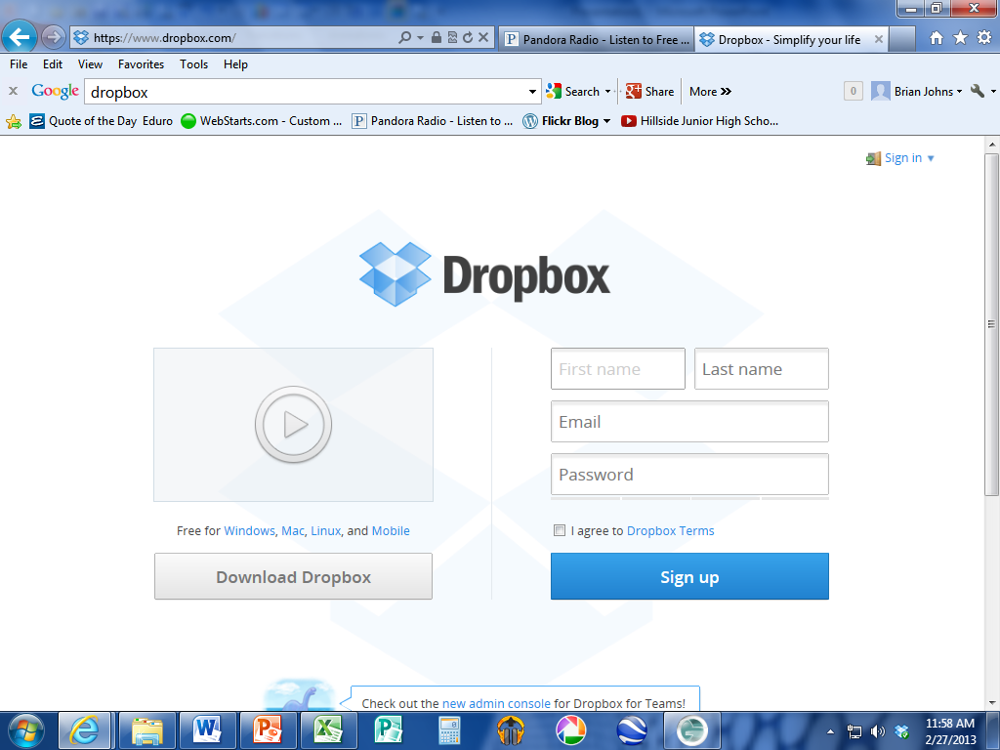 https://www.dropbox.com/
Pandora Radio - Listen to Free ...
Dropbox - Simplify your life
File Edit View Favorites Tools Help
Google dropbox Search Share More » 0 Brian Johns
Quote of the Day Eduro WebStarts.com - Custom ... Pandora Radio - Listen to ... Flickr Blog Hillside Junior High Scho...
Sign in
Dropbox
First name Last name
Email
Password
Free for Windows, Mac, Linux, and Mobile
I agree to Dropbox Terms
Download Dropbox
Sign up
Check out the new admin console for Dropbox for Teams!
11:58 AM
2/27/2013